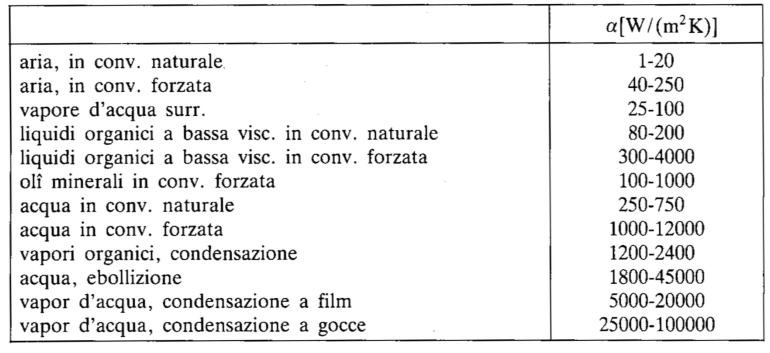 α[W/(m²K)]
aria, in conv. naturale 1-20
aria, in conv. forzata 40-250
vapore d'acqua surr. 25-100
liquidi organici a bassa visc. in conv. naturale 80-200
liquidi organici a bassa visc. in conv. forzata 300-4000
olî minerali in conv. forzata 100-1000
acqua in conv. naturale 250-750
acqua in conv. forzata 1000-12000
vapori organici, condensazione 1200-2400
acqua, ebollizione 1800-45000
vapor d'acqua, condensazione a film 5000-20000
vapor d'acqua, condensazione a gocce 25000-100000